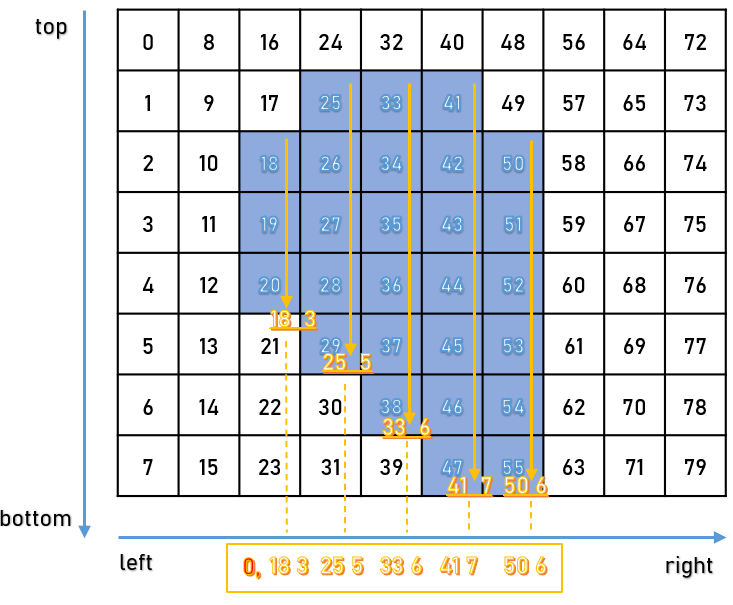 top
0 8 16 24 32 40 48 56 64 72
1 9 17 25 33 41 49 57 65 73
2 10 18 26 34 42 50 58 66 74
3 11 19 27 35 43 51 59 67 75
4 12 20 28 36 44 52 60 68 76
18 3
5 13 21 29 37 45 53 61 69 77
25 5
6 14 22 30 38 46 54 62 70 78
33 6
7 15 23 31 39 47 55 63 71 79
41 7 50 6
bottom
left right
0, 18 3 25 5 33 6 41 7 50 6